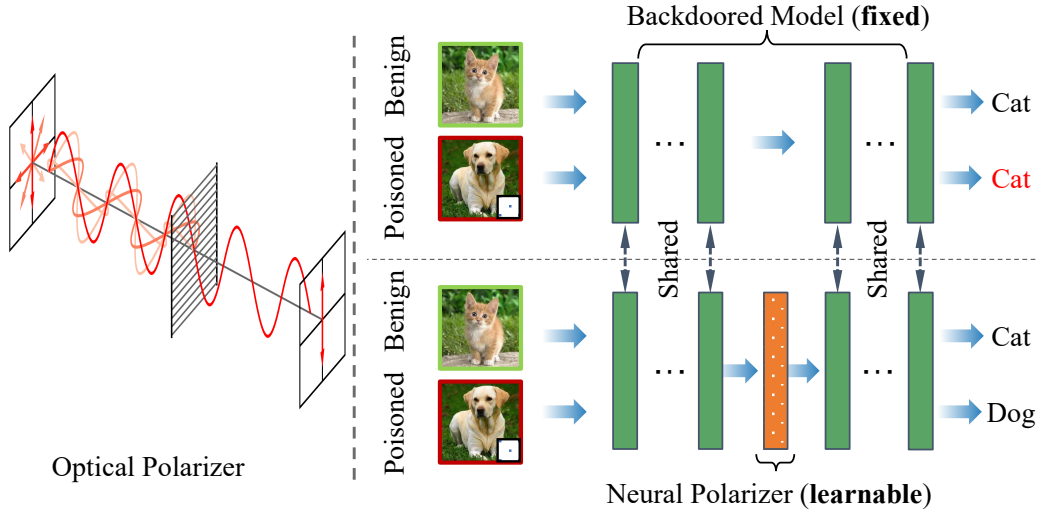 Optical Polarizer
Backdoored Model (fixed)
Benign
Poisoned
...
...
Cat
Cat
Shared
Shared
Benign
Poisoned
...
...
Cat
Dog
Neural Polarizer (learnable)